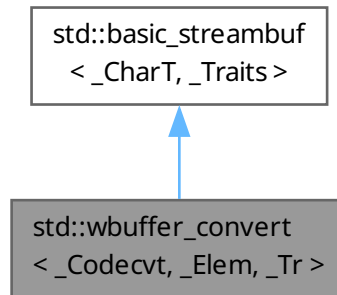 std::basic_streambuf
< _CharT, _Traits >
std::wbuffer_convert
< _Codecvt, _Elem, _Tr >